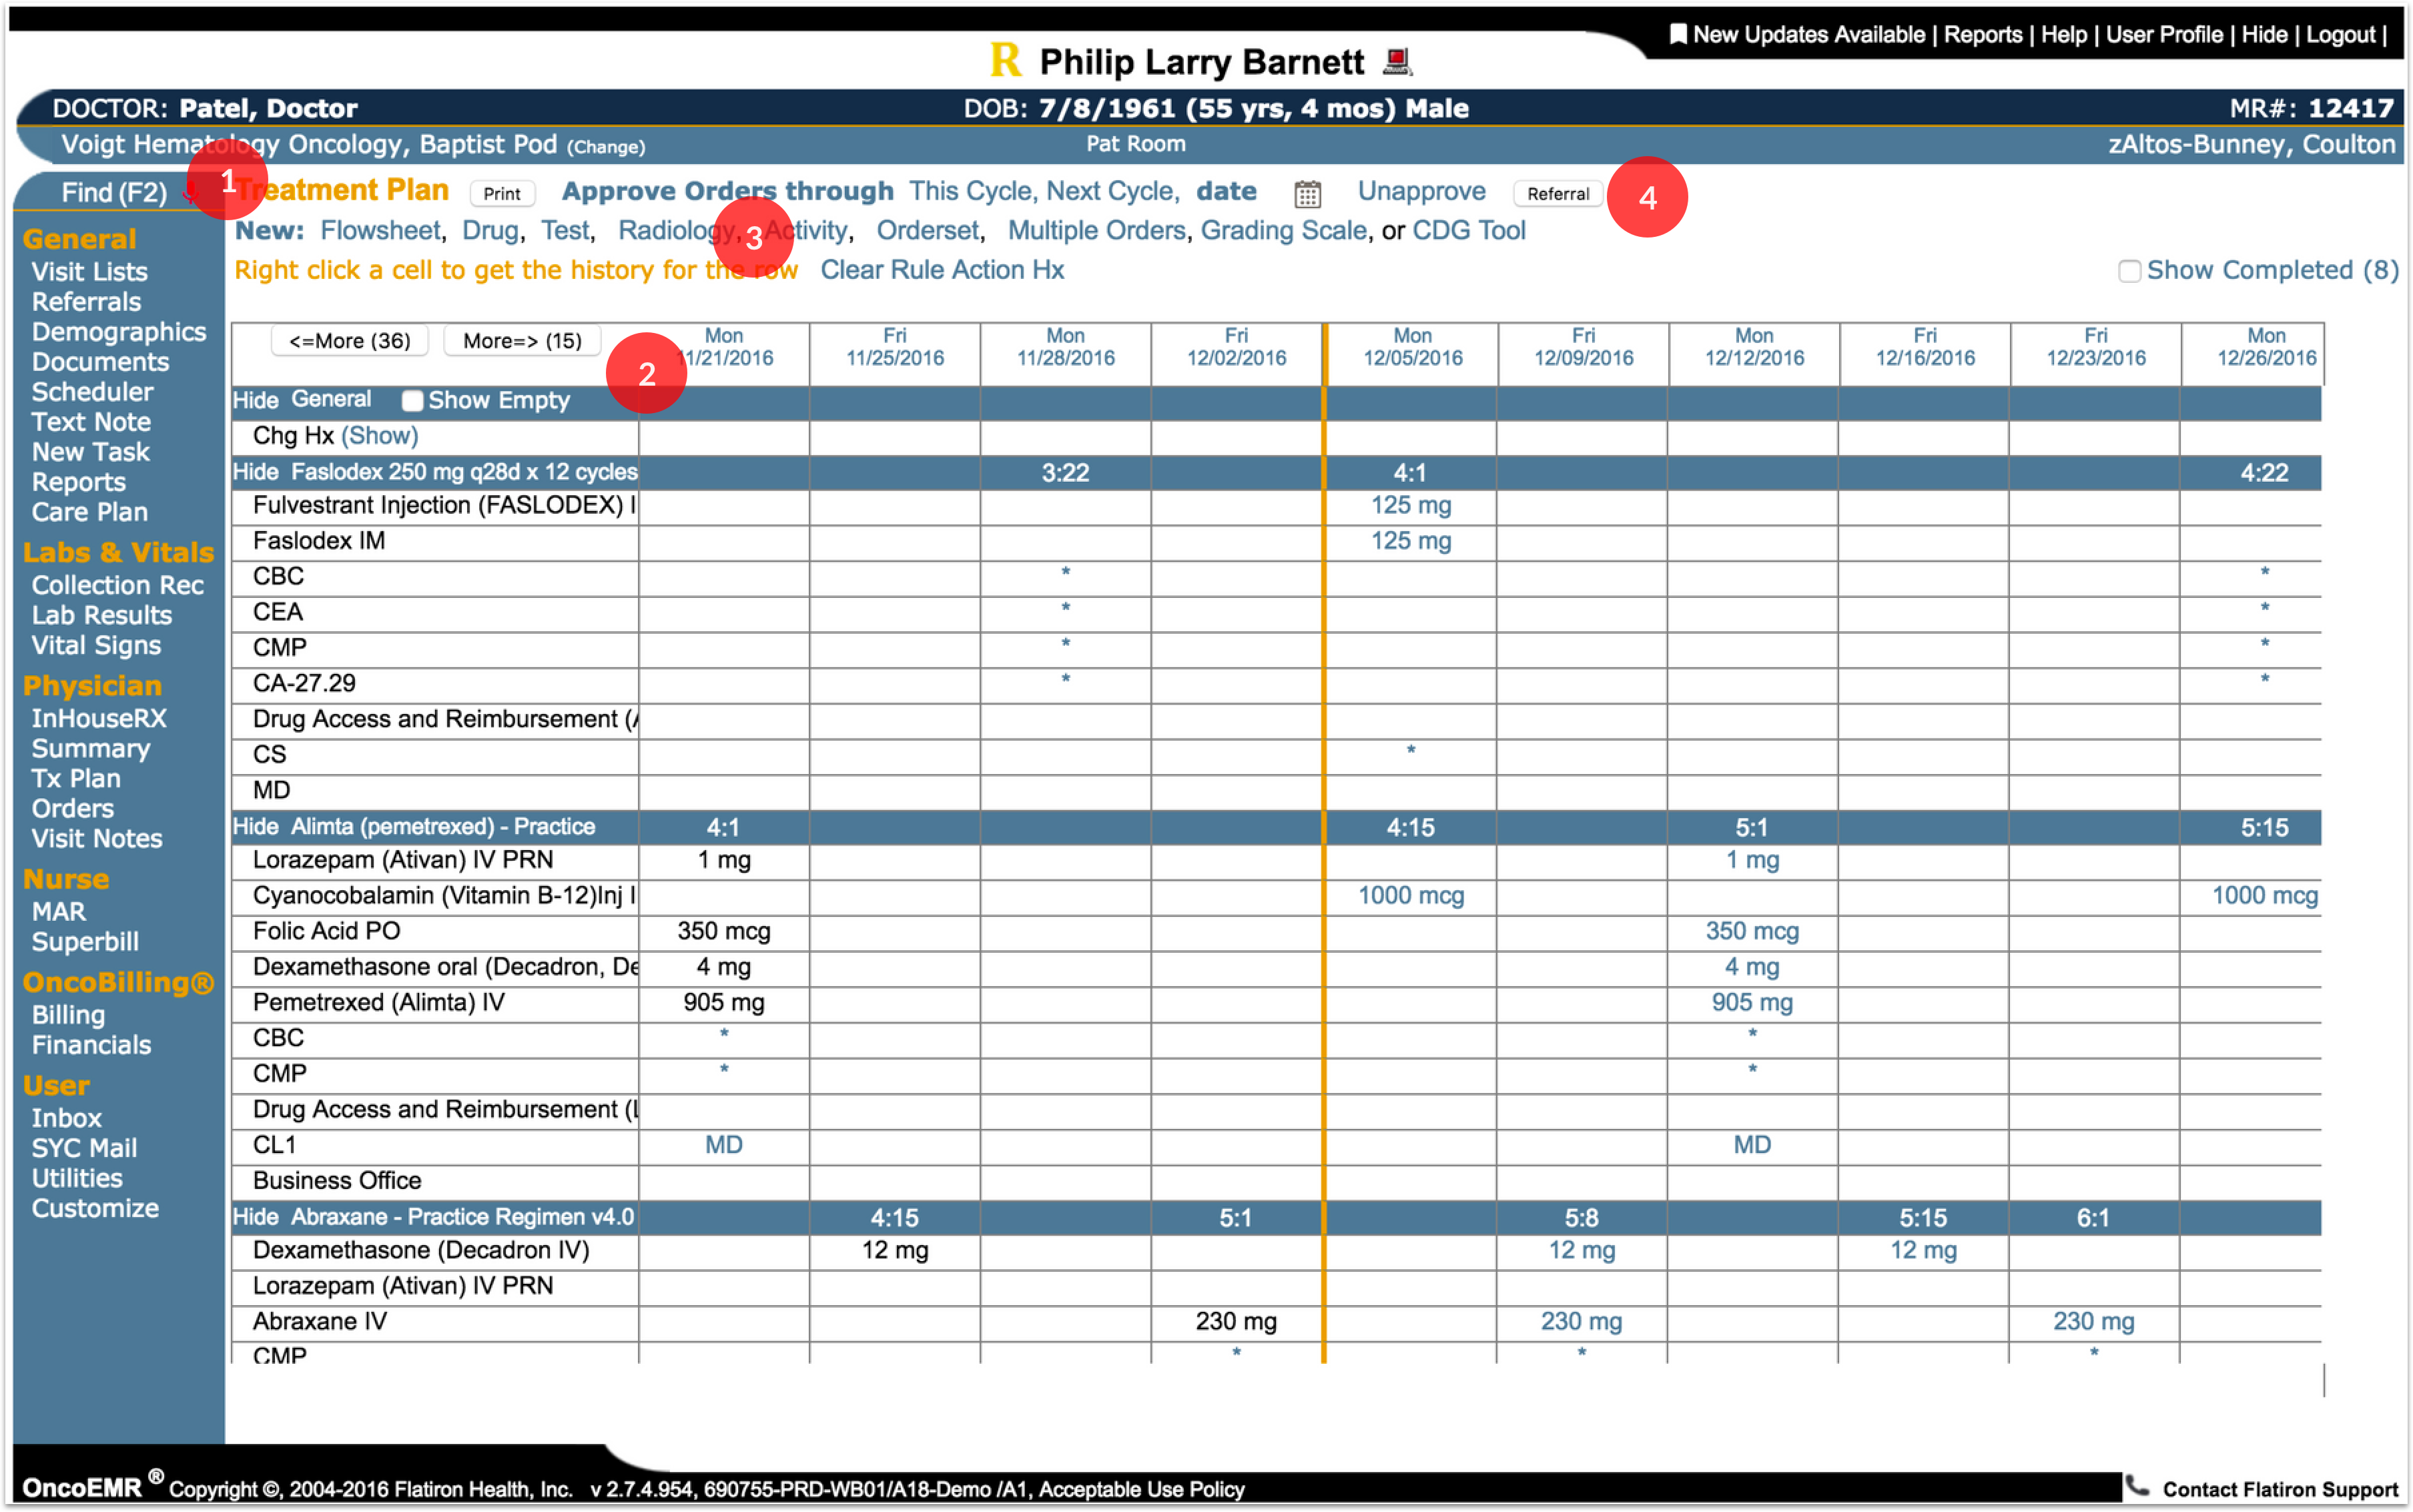 New Updates Available | Reports | Help | User Profile | Hide | Logout |
R Philip Larry Barnett
DOCTOR: Patel, Doctor DOB: 7/8/1961 (55 yrs, 4 mos) Male MR#: 12417
Voigt Hematology Oncology, Baptist Pod (Change) Pat Room zAltos-Bunney, Coulton
Find (F2)
General
Visit Lists
Referrals
Demographics
Documents
Scheduler
Text Note
New Task
Reports
Care Plan
Labs & Vitals
Collection Rec
Lab Results
Vital Signs
Physician
InHouseRX
Summary
Tx Plan
Orders
Visit Notes
Nurse
MAR
Superbill
OncoBilling®
Billing
Financials
User
Inbox
SYC Mail
Utilities
Customize
1 Treatment Plan Print Approve Orders through This Cycle, Next Cycle, date Unapprove Referral 4
New: Flowsheet, Drug, Test, Radiology, 3 Activity, Orderset, Multiple Orders, Grading Scale, or CDG Tool
Right click a cell to get the history for the row Clear Rule Action Hx Show Completed (8)
<=More (36) More=> (15) 2
Mon Fri Mon Fri Mon Fri Mon Fri Fri Mon
11/21/2016 11/25/2016 11/28/2016 12/02/2016 12/05/2016 12/09/2016 12/12/2016 12/16/2016 12/23/2016 12/26/2016
Hide General Show Empty
Chg Hx (Show)
Hide Faslodex 250 mg q28d x 12 cycles 3:22 4:1 4:22
Fulvestrant Injection (FASLODEX) I 125 mg
Faslodex IM 125 mg
CBC * *
CEA * *
CMP * *
CA-27.29 * *
Drug Access and Reimbursement (
CS *
MD
Hide Alimta (pemetrexed) - Practice 4:1 4:15 5:1 5:15
Lorazepam (Ativan) IV PRN 1 mg 1 mg
Cyanocobalamin (Vitamin B-12)Inj I 1000 mcg 1000 mcg
Folic Acid PO 350 mcg 350 mcg
Dexamethasone oral (Decadron, De 4 mg 4 mg
Pemetrexed (Alimta) IV 905 mg 905 mg
CBC * *
CMP * *
Drug Access and Reimbursement (
CL1 MD MD
Business Office
Hide Abraxane - Practice Regimen v4.0 4:15 5:1 5:8 5:15 6:1
Dexamethasone (Decadron IV) 12 mg 12 mg 12 mg
Lorazepam (Ativan) IV PRN
Abraxane IV 230 mg 230 mg 230 mg
CMP * * *
OncoEMR ® Copyright ©, 2004-2016 Flatiron Health, Inc. v 2.7.4.954, 690755-PRD-WB01/A18-Demo /A1, Acceptable Use Policy Contact Flatiron Support